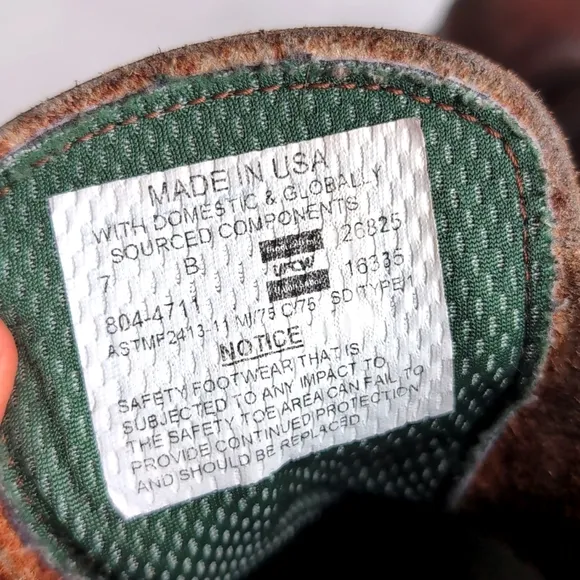 MADE IN USA
WITH DOMESTIC & GLOBALLY
SOURCED COMPONENTS
7 B UFCW 26825
16335
804-4711
ASTMF2413-11 M/75 C/75 SD TYPE 1
NOTICE
SAFETY FOOTWEAR THAT IS
SUBJECTED TO ANY IMPACT TO
THE SAFETY TOE AREA CAN FAIL TO
PROVIDE CONTINUED PROTECTION
AND SHOULD BE REPLACED